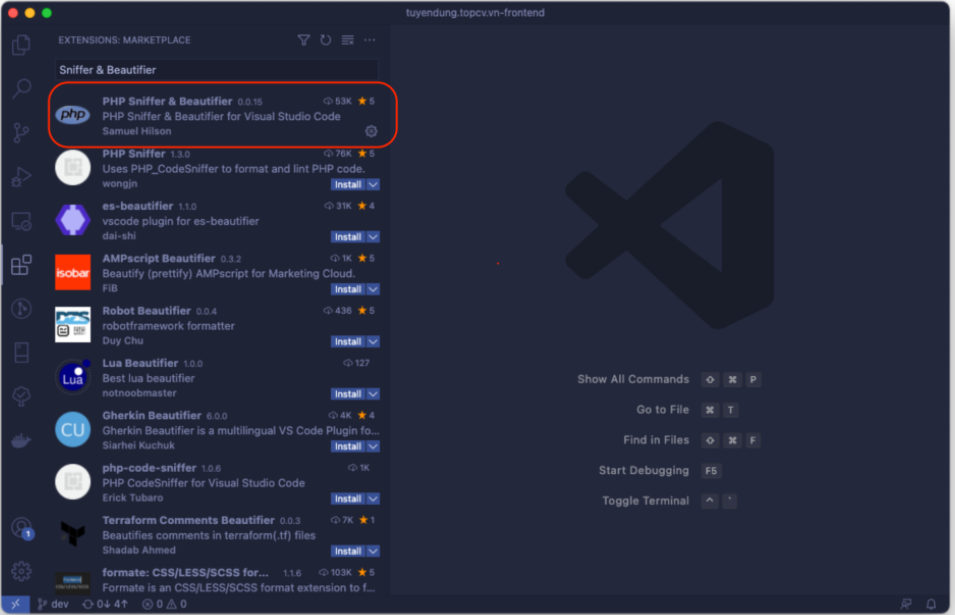 tuyendung.topcv.vn-frontend
EXTENSIONS: MARKETPLACE
Sniffer & Beautifier
php
PHP Sniffer & Beautifier 0.0.15 53K ★ 5
PHP Sniffer & Beautifier for Visual Studio Code
Samuel Hilson
PHP Sniffer 1.3.0 76K ★ 5
Uses PHP_CodeSniffer to format and lint PHP code.
wongjn Install
es-beautifier 1.1.0 31K ★ 4
vscode plugin for es-beautifier
dai-shi Install
isobar
AMPscript Beautifier 0.3.2 1K ★ 5
Beautify (prettify) AMPscript for Marketing Cloud.
FiB Install
Robot Beautifier 0.0.4 436 ★ 5
robotframework formatter
Duy Chu Install
Lua
Lua Beautifier 1.0.0 127
Best lua beautifier
notnoobmaster Install
CU
Gherkin Beautifier 6.0.0 4K ★ 4
Gherkin Beautifier is a multilingual VS Code Plugin fo...
Siarhei Kuchuk Install
php-code-sniffer 1.0.6 1K
PHP CodeSniffer for Visual Studio Code
Erick Tubaro Install
Terraform Comments Beautifier 0.0.3 7K ★ 1
Beautifies comments in terraform(.tf) files
Shadab Ahmed Install
formate: CSS/LESS/SCSS for... 1.1.6 103K ★ 5
Formate is an CSS/LESS/SCSS format extension to f...
1
Show All Commands ⇧ ⌘ P
Go to File ⌘ T
Find in Files ⇧ ⌘ F
Start Debugging F5
Toggle Terminal ^ `
dev 0↓ 4↑ 0 0